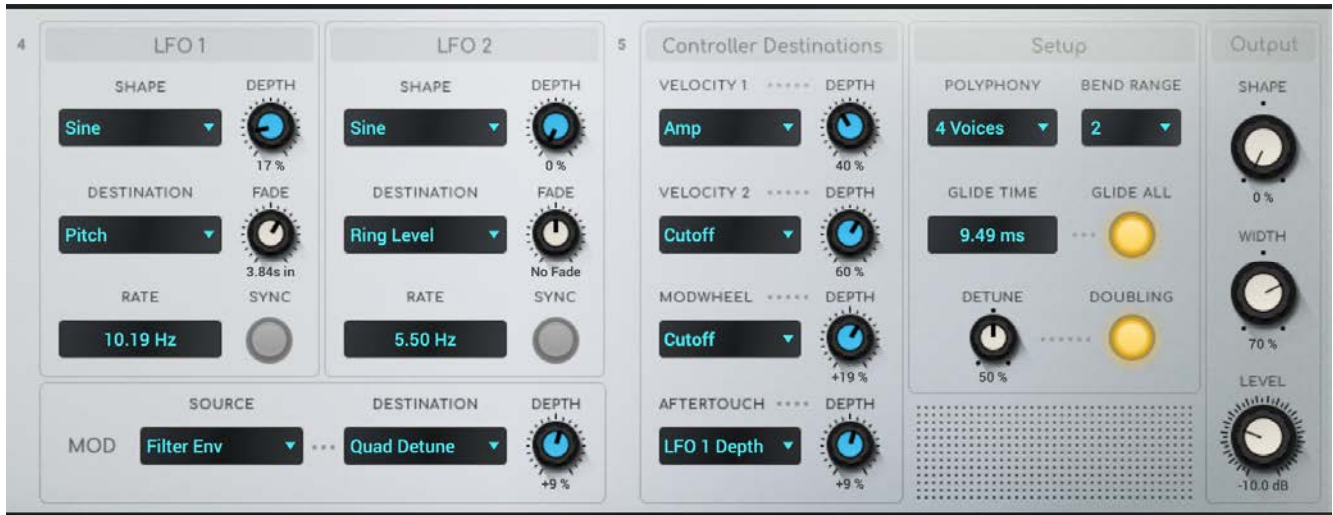 4
LFO 1
SHAPE DEPTH
Sine
17 %
DESTINATION FADE
Pitch
3.84s in
RATE SYNC
10.19 Hz
LFO 2
SHAPE DEPTH
Sine
0 %
DESTINATION FADE
Ring Level
No Fade
RATE SYNC
5.50 Hz
SOURCE DESTINATION DEPTH
MOD Filter Env Quad Detune
+9 %
5
Controller Destinations
VELOCITY 1 DEPTH
Amp
40 %
VELOCITY 2 DEPTH
Cutoff
60 %
MODWHEEL DEPTH
Cutoff
+19 %
AFTERTOUCH DEPTH
LFO 1 Depth
+9 %
Setup
POLYPHONY BEND RANGE
4 Voices 2
GLIDE TIME GLIDE ALL
9.49 ms
DETUNE DOUBLING
50 %
Output
SHAPE
0 %
WIDTH
70 %
LEVEL
-10.0 dB